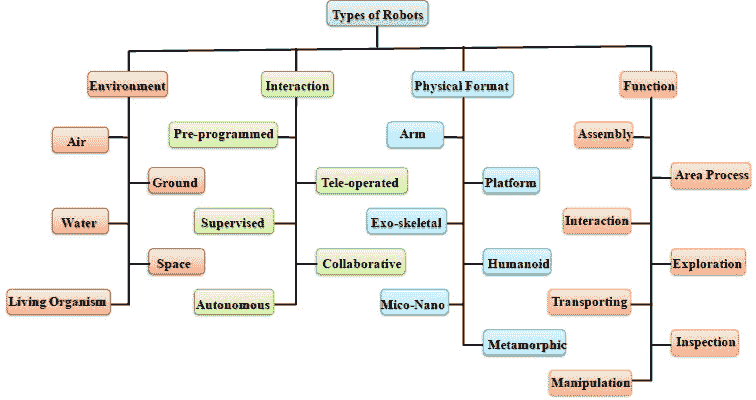 Types of Robots
Environment
Interaction
Physical Format
Function
Air
Pre-programmed
Arm
Assembly
Ground
Tele-operated
Platform
Area Process
Water
Supervised
Exo-skeletal
Interaction
Space
Collaborative
Humanoid
Exploration
Living Organism
Autonomous
Mico-Nano
Transporting
Metamorphic
Inspection
Manipulation